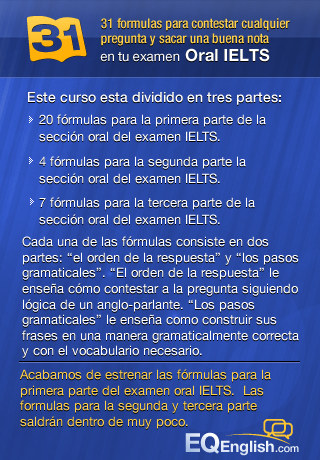 31
31 formulas para contestar cualquier
pregunta y sacar una buena nota
en tu examen Oral IELTS
Este curso esta dividido en tres partes:
20 fórmulas para la primera parte de la
sección oral del examen IELTS.
4 fórmulas para la segunda parte la
sección oral del examen IELTS.
7 fórmulas para la tercera parte de la
sección oral del examen IELTS.
Cada una de las fórmulas consiste en dos
partes: “el orden de la respuesta” y “los pasos
gramaticales”. “El orden de la respuesta” le
enseña cómo contestar a la pregunta siguiendo
lógica de un anglo-parlante. “Los pasos
gramaticales” le enseña como construir sus
frases en una manera gramaticalmente correcta
y con el vocabulario necesario.
Acabamos de estrenar las fórmulas para la
primera parte del examen oral IELTS. Las
formulas para la segunda y tercera parte
saldrán dentro de muy poco.
EQEnglish.com